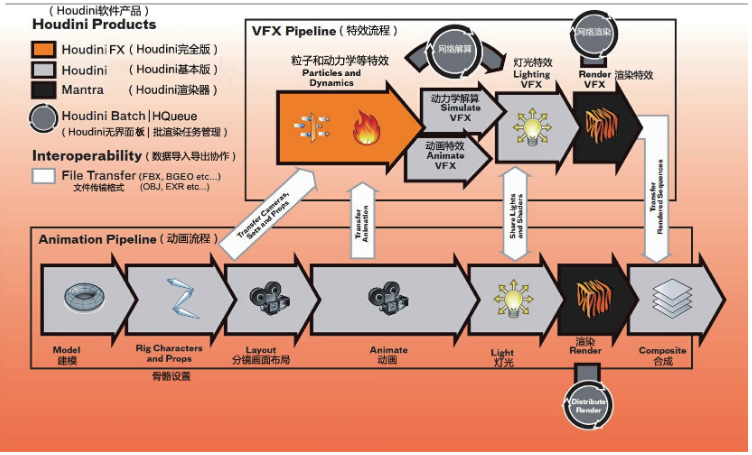 （Houdini软件产品）
Houdini Products
Houdini FX（Houdini完全版）
Houdini（Houdini基本版）
Mantra（Houdini渲染器）
Houdini Batch|HQueue
（Houdini无界面板 | 批渲染任务管理）
Interoperability（数据导入导出协作）
File Transfer (FBX, BGEO etc...)
文件传输格式 (OBJ, EXR etc...)
VFX Pipeline（特效流程）
粒子和动力学等特效
Particles and
Dynamics
网络解算
动力学解算
Simulate
VFX
动画特效
Animate
VFX
灯光特效
Lighting
VFX
网络渲染
Render 渲染特效
VFX
Transfer Cameras,
Sets and Props
Transfer
Animation
Share Lights
and Shaders
Transfer
Rendered Sequences
Animation Pipeline（动画流程）
Model
建模
Rig Characters
and Props
骨骼设置
Layout
分镜画面布局
Animate
动画
Light
灯光
渲染
Render
Distribute
Render
Composite
合成